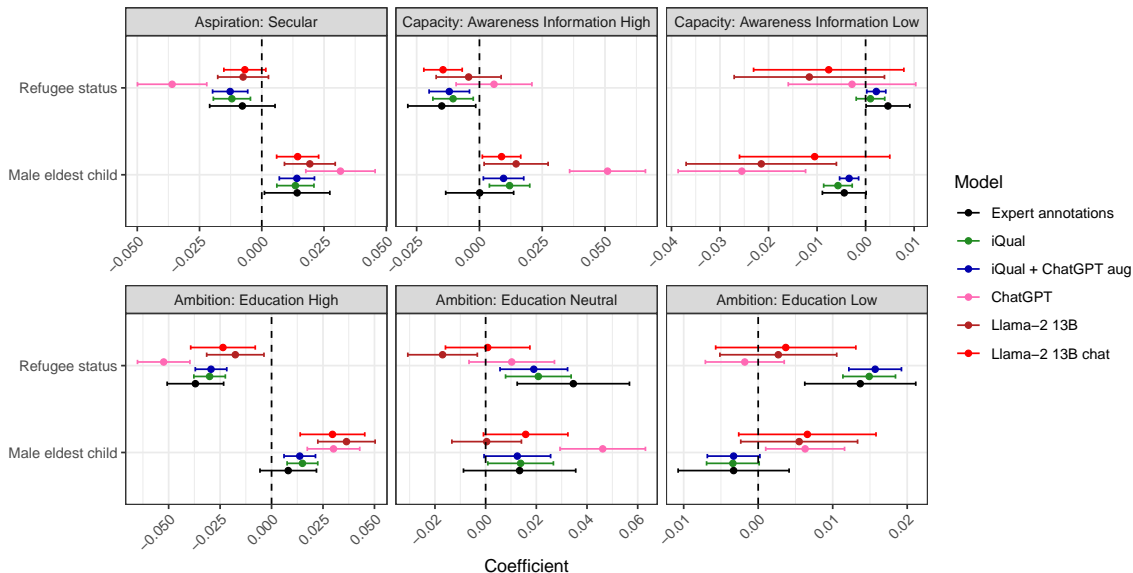 Aspiration: Secular
Capacity: Awareness Information High
Capacity: Awareness Information Low
Refugee status
Male eldest child
−0.050
−0.025
0.000
0.025
0.050
−0.025
0.000
0.025
0.050
−0.04
−0.03
−0.02
−0.01
0.00
0.01
Ambition: Education High
Ambition: Education Neutral
Ambition: Education Low
Refugee status
Male eldest child
−0.050
−0.025
0.000
0.025
0.050
−0.02
0.00
0.02
0.04
0.06
−0.01
0.00
0.01
0.02
Coefficient
Model
Expert annotations
iQual
iQual + ChatGPT aug
ChatGPT
Llama−2 13B
Llama−2 13B chat